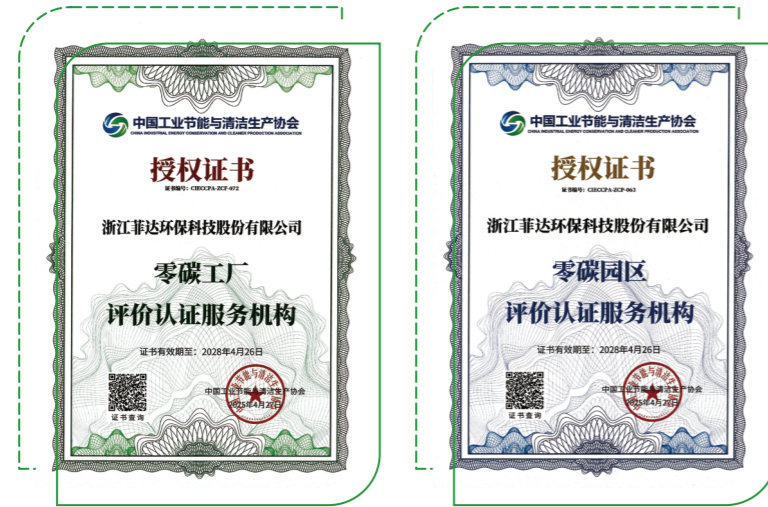 中国工业节能与清洁生产协会
CHINA INDUSTRIAL ENERGY CONSERVATION AND CLEANER PRODUCTION ASSOCIATION
授权证书
证书编号：CIECCPA-ZCF-072
浙江菲达环保科技股份有限公司
零碳工厂
评价认证服务机构
证书有效期至：2028年4月26日
中国工业节能与清洁生产协会
2025年4月27日
证书查询
中国工业节能与清洁生产协会
CHINA INDUSTRIAL ENERGY CONSERVATION AND CLEANER PRODUCTION ASSOCIATION
授权证书
证书编号：CIECCPA-ZCP-063
浙江菲达环保科技股份有限公司
零碳园区
评价认证服务机构
证书有效期至：2028年4月26日
中国工业节能与清洁生产协会
2025年4月27日
证书查询